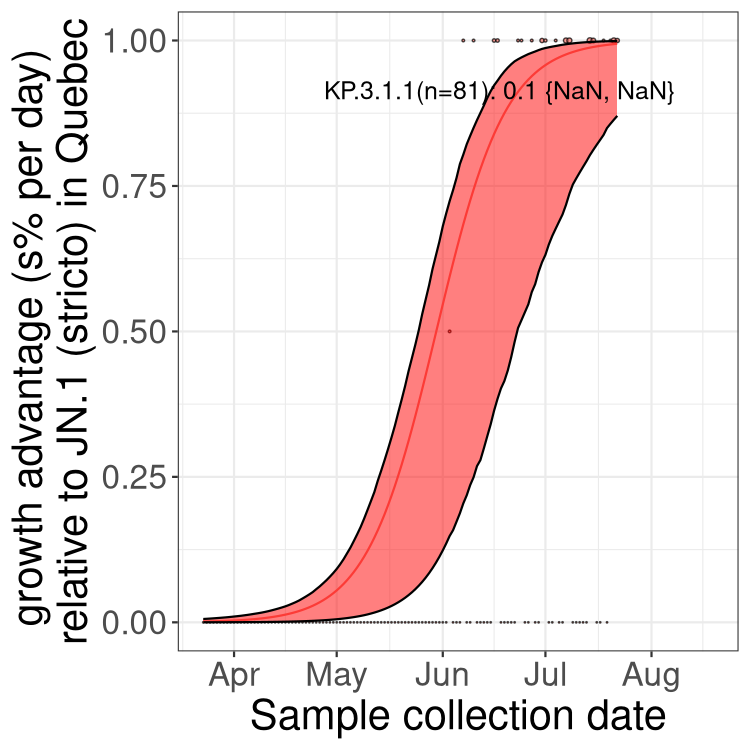 growth advantage (s% per day)
relative to JN.1 (stricto) in Quebec
1.00
0.75
0.50
0.25
0.00
KP.3.1.1(n=81): 0.1 {NaN, NaN}
Apr May Jun Jul Aug
Sample collection date